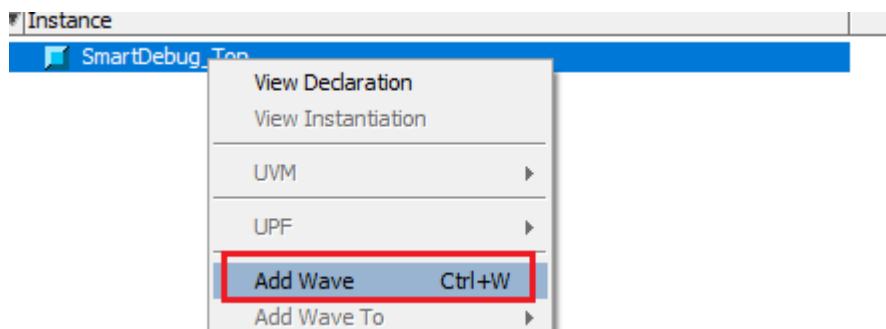 Instance
SmartDebug_Top
View Declaration
View Instantiation
UVM
UPF
Add Wave Ctrl+W
Add Wave To